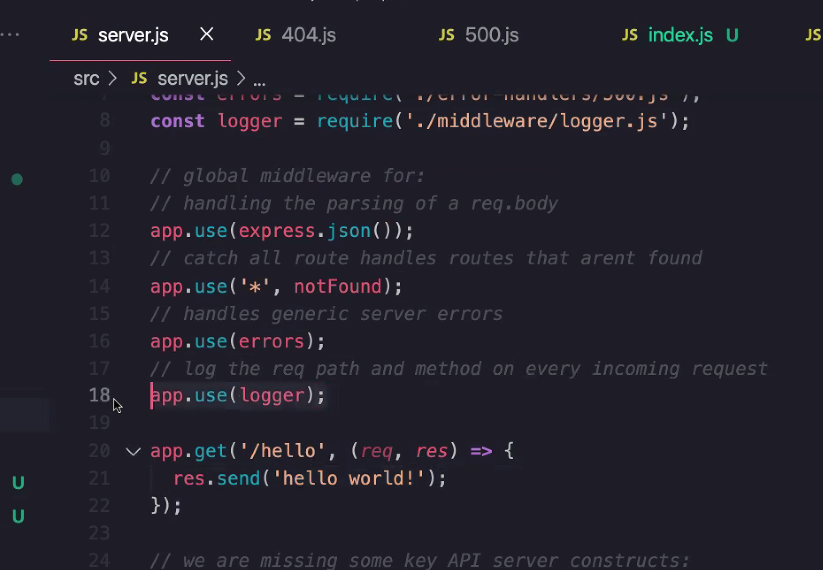 JS server.js × JS 404.js JS 500.js JS index.js U JS
src > JS server.js > ...
7 const errors = require('./error-handlers/500.js');
8 const logger = require('./middleware/logger.js');
9
10 // global middleware for:
11 // handling the parsing of a req.body
12 app.use(express.json());
13 // catch all route handles routes that arent found
14 app.use('*', notFound);
15 // handles generic server errors
16 app.use(errors);
17 // log the req path and method on every incoming request
18 app.use(logger);
19
20 app.get('/hello', (req, res) => {
21 res.send('hello world!');
U
22 });
U
23
24 // we are missing some key API server constructs: